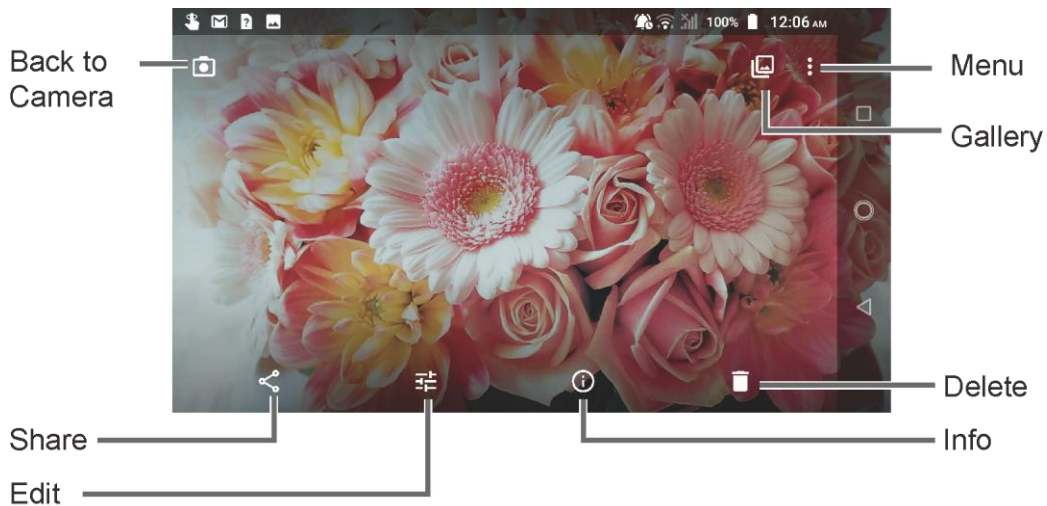 100% 12:06 AM
Back to
Camera
Menu
Gallery
Delete
Share
Info
Edit